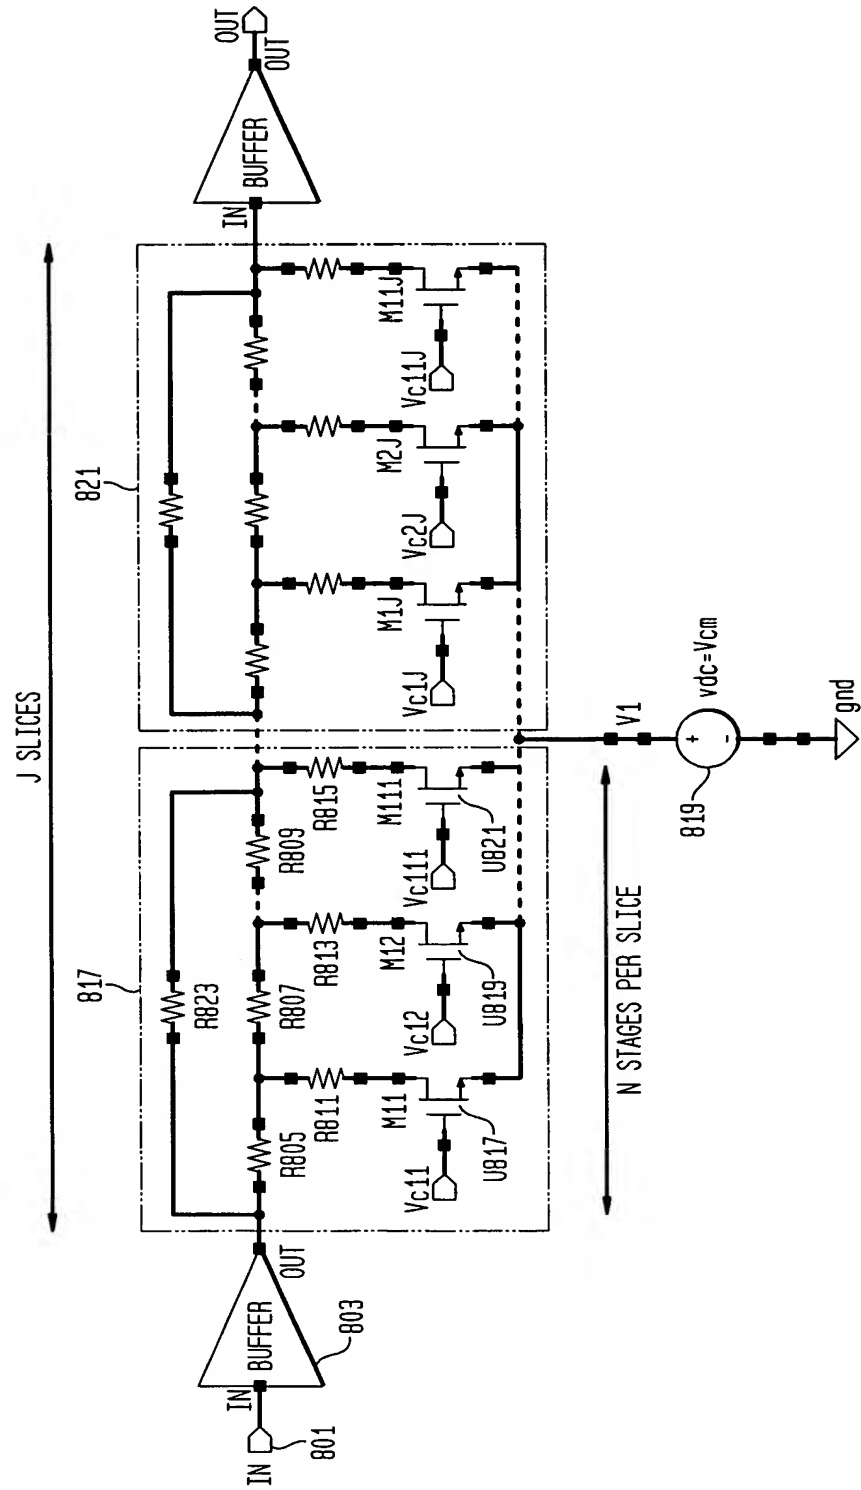 J SLICES
817
821
R823
IN
801
IN
BUFFER
OUT
803
R805
R807
R809
R811
R813
R815
M11
M12
M111
Vc11
Vc12
Vc111
U817
U819
U821
M1J
M2J
M11J
Vc1J
Vc2J
Vc11J
IN
BUFFER
OUT
OUT
N STAGES PER SLICE
V1
+
-
vdc=Vcm
819
gnd